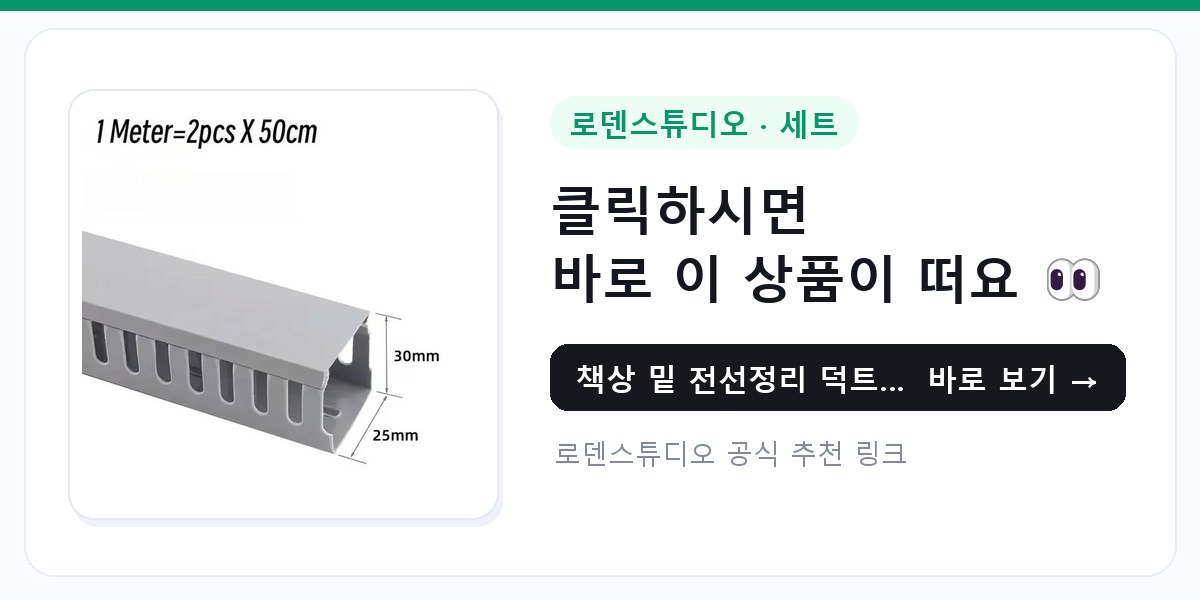 1 Meter=2pcs X 50cm
30mm
25mm
로덴스튜디오 · 세트
클릭하시면
바로 이 상품이 떠요 👀
책상 밑 전선정리 덕트... 바로 보기 →
로덴스튜디오 공식 추천 링크